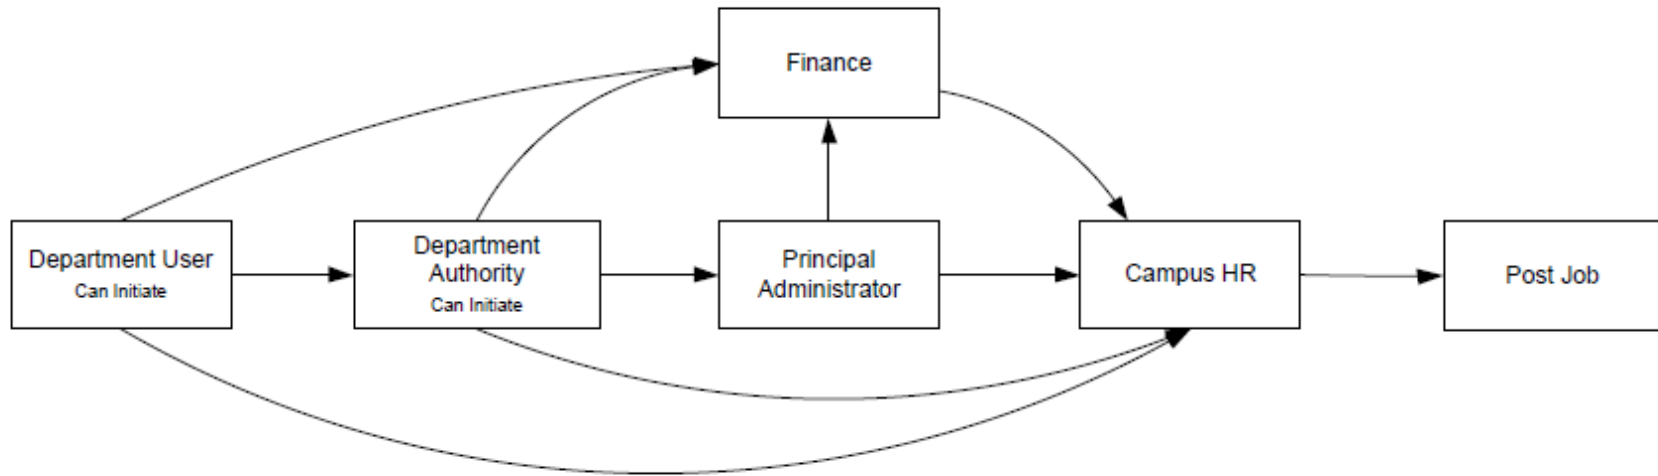 Finance
Department User
Can Initiate
Department
Authority
Can Initiate
Principal
Administrator
Campus HR
Post Job